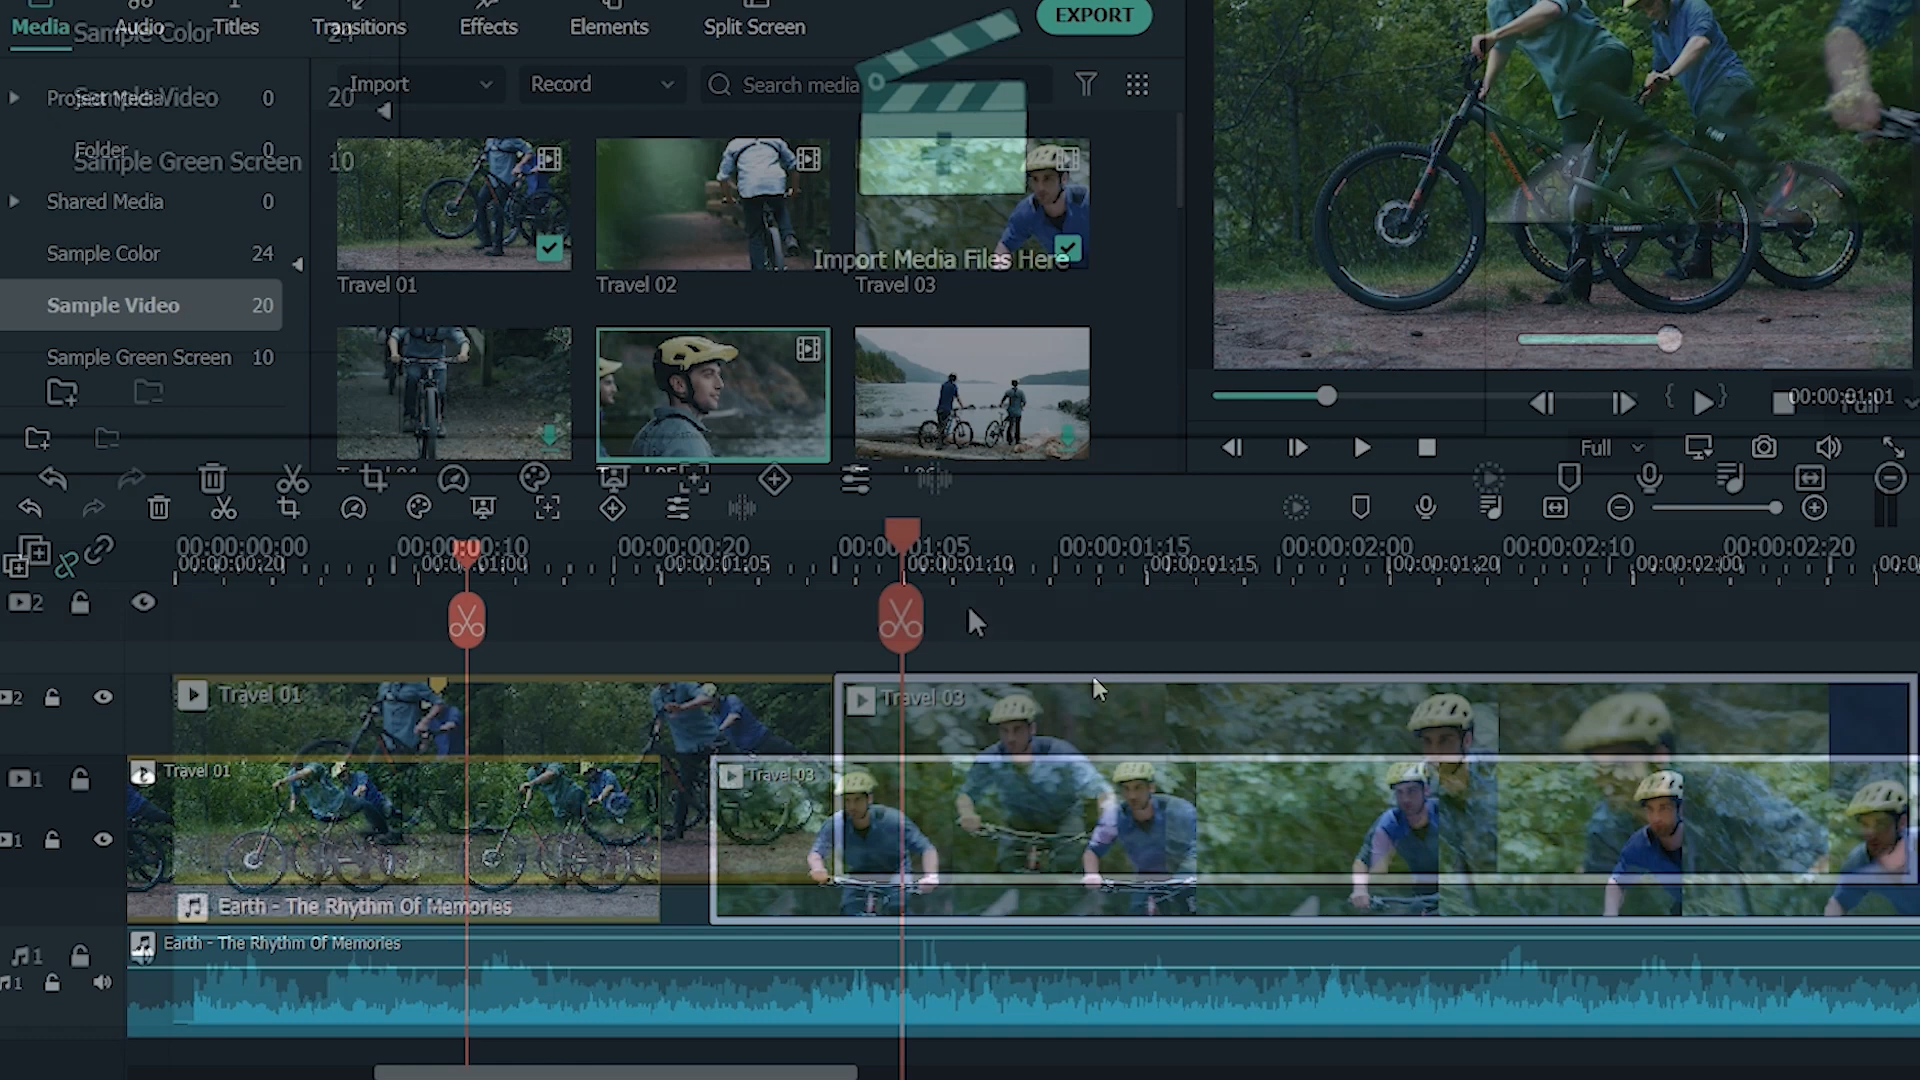 Media
Audio
Titles
Transitions
Effects
Elements
Split Screen
EXPORT
Sample Color 24
Import
Record
Search media
Project Media 0
Sample Video 20
Folder 0
Sample Green Screen 10
Shared Media 0
Sample Color 24
Sample Video 20
Sample Green Screen 10
Import Media Files Here
Travel 01
Travel 02
Travel 03
00:00:01:01
Full
Full
00:00:00:00
00:00:00:10
00:00:00:20
00:00:01:05
00:00:01:15
00:00:02:00
00:00:02:10
00:00:02:20
00:00:00:20
00:00:01:00
00:00:01:05
00:00:01:10
00:00:01:15
00:00:01:20
00:00:02:00
2
2
Travel 01
Travel 03
1
Travel 01
Travel 03
1
Earth - The Rhythm Of Memories
Earth - The Rhythm Of Memories
1
1